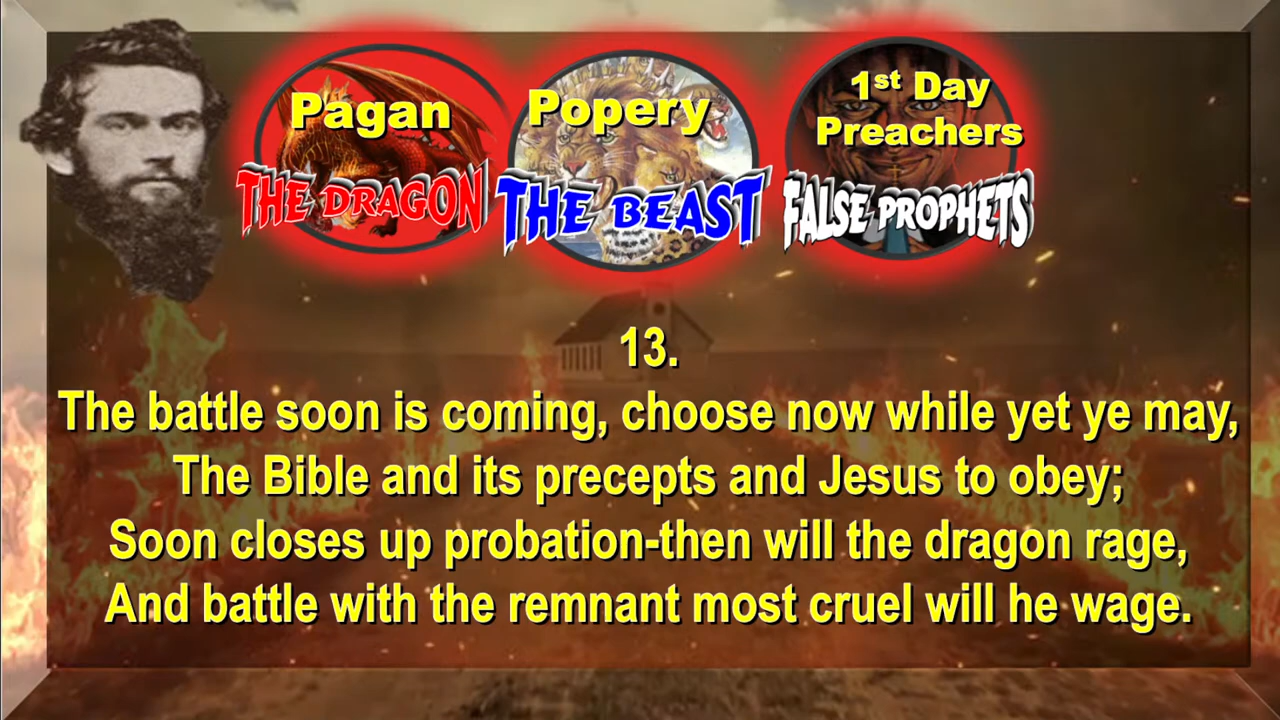 Pagan
THE DRAGON
Popery
THE BEAST
1st Day
Preachers
FALSE PROPHETS
13.
The battle soon is coming, choose now while yet ye may,
The Bible and its precepts and Jesus to obey;
Soon closes up probation-then will the dragon rage,
And battle with the remnant most cruel will he wage.